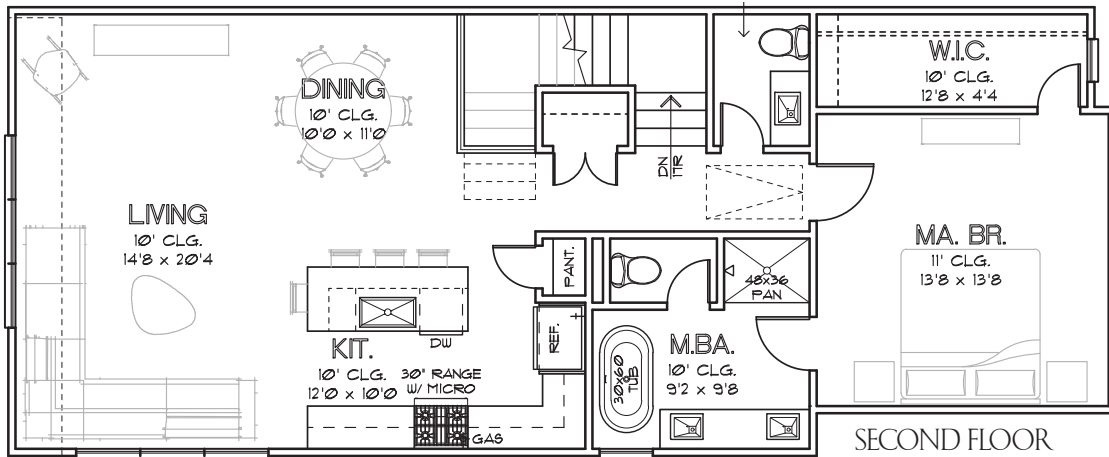 W.I.C.
10' CLG.
12'8 x 4'4
DINING
10' CLG.
10'0 x 11'0
DN
17R
LIVING
10' CLG.
14'8 x 20'4
MA. BR.
11' CLG.
13'8 x 13'8
PANT.
48x36
PAN
REF.
DW
KIT.
10' CLG.
12'0 x 10'0
30" RANGE
W/ MICRO
GAS
M.BA.
10' CLG.
9'2 x 9'8
30x60
TUB
SECOND FLOOR